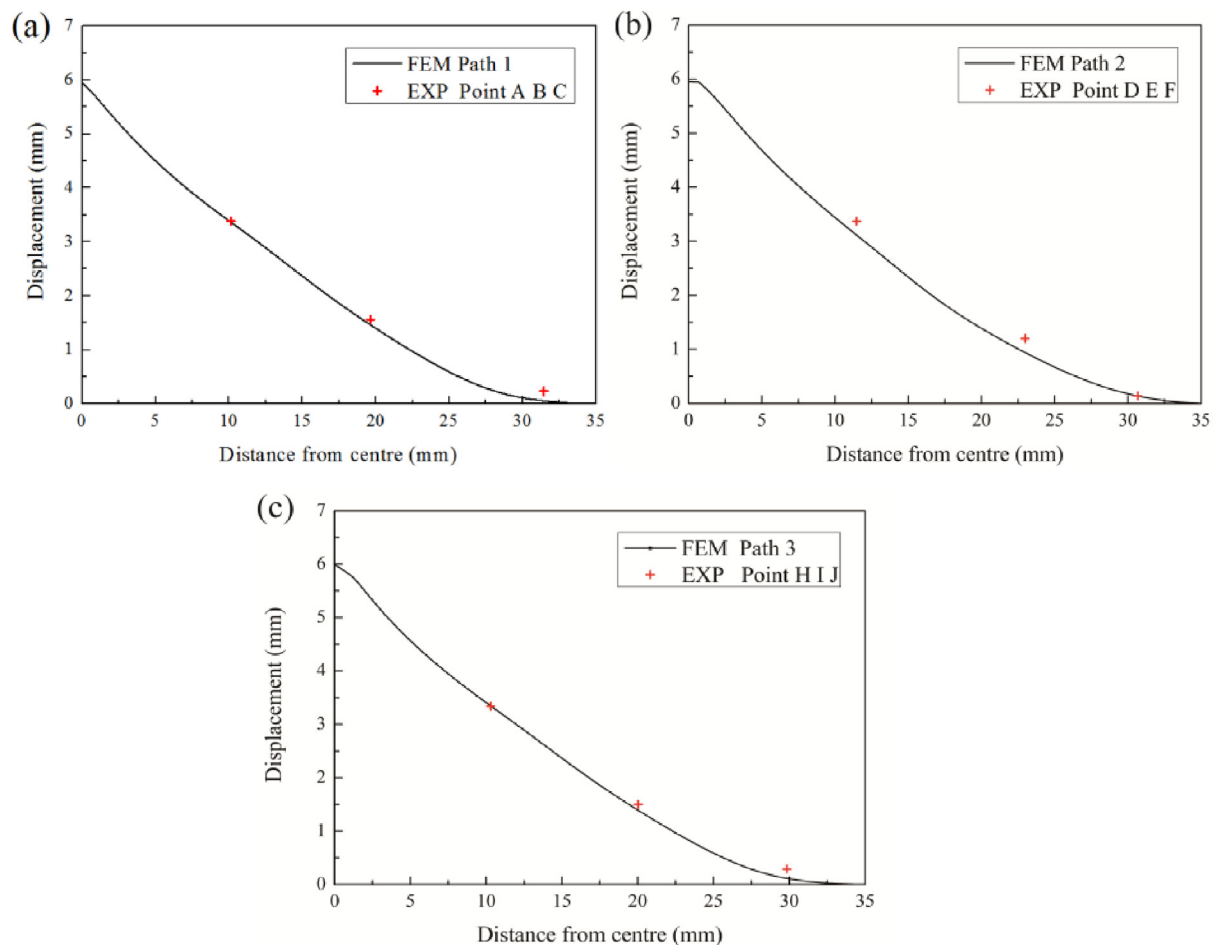 (a)
7
6
5
4
3
2
1
0
Displacement (mm)
FEM Path 1
EXP Point A B C
0 5 10 15 20 25 30 35
Distance from centre (mm)
(b)
7
6
5
4
3
2
1
0
Displacement (mm)
FEM Path 2
EXP Point D E F
0 5 10 15 20 25 30 35
Distance from centre (mm)
(c)
7
6
5
4
3
2
1
0
Displacement (mm)
FEM Path 3
EXP Point H I J
0 5 10 15 20 25 30 35
Distance from centre (mm)